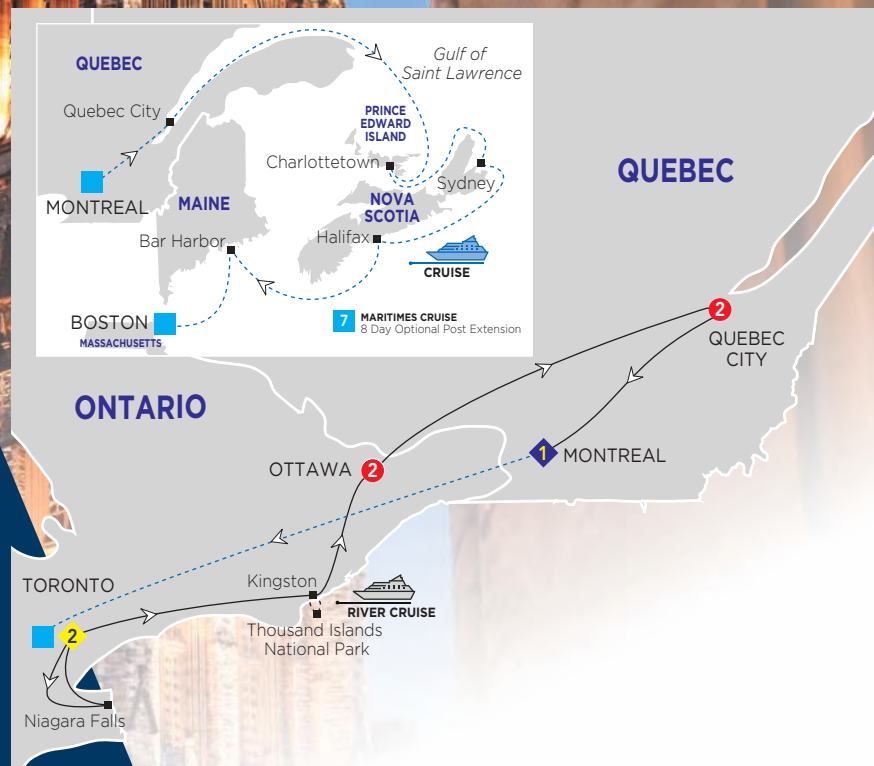 QUEBEC
Gulf of
Saint Lawrence
Quebec City
PRINCE
EDWARD
ISLAND
Charlottetown
Sydney
MONTREAL
MAINE
NOVA
SCOTIA
Bar Harbor
Halifax
CRUISE
BOSTON
MASSACHUSETTS
7
MARITIMES CRUISE
8 Day Optional Post Extension
QUEBEC
2
QUEBEC
CITY
ONTARIO
1
MONTREAL
OTTAWA
2
Kingston
RIVER CRUISE
Thousand Islands
National Park
TORONTO
2
Niagara Falls